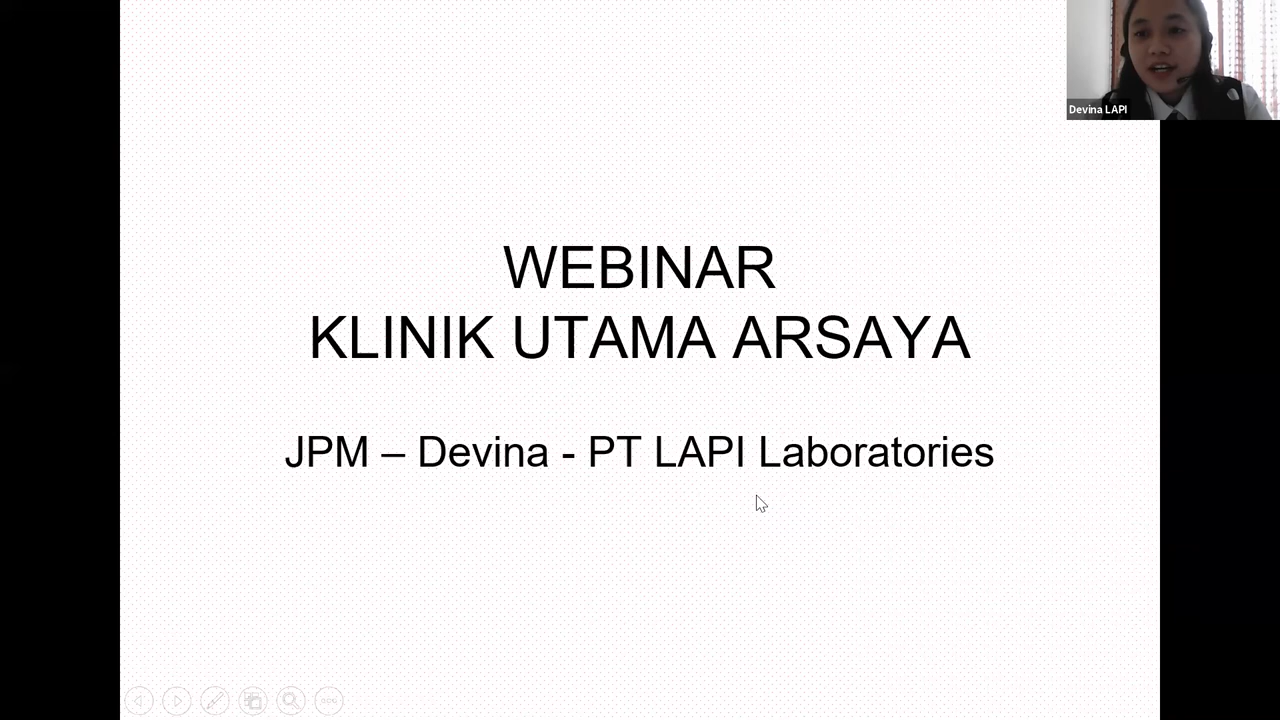 Devina LAPI
WEBINAR
KLINIK UTAMA ARSAYA
JPM – Devina - PT LAPI Laboratories